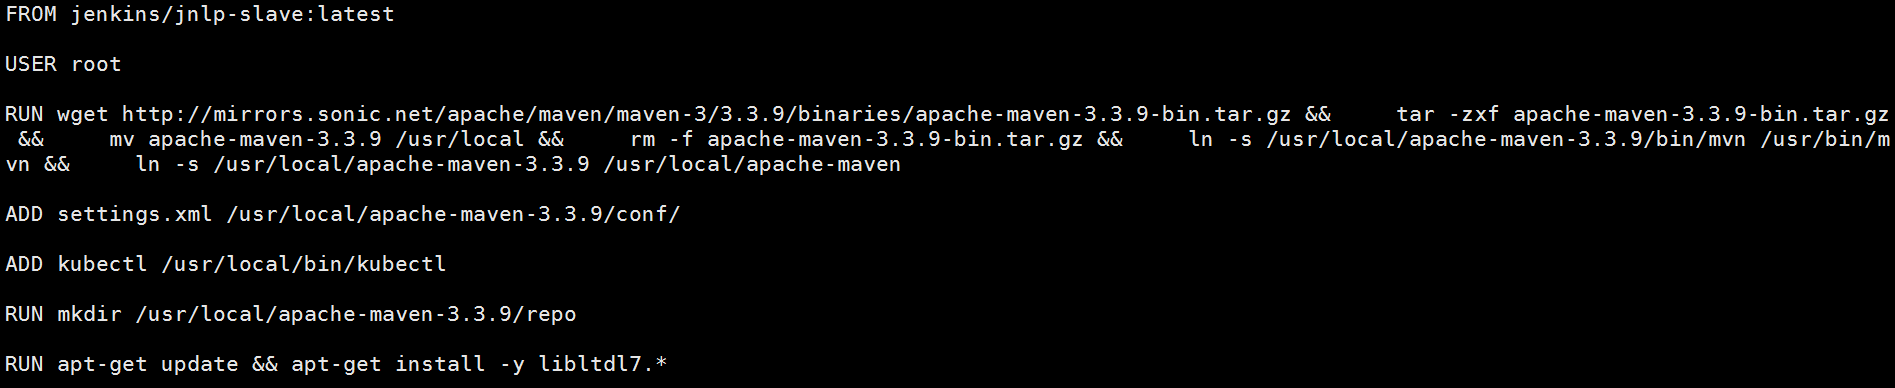 FROM jenkins/jnlp-slave:latest
USER root
RUN wget http://mirrors.sonic.net/apache/maven/maven-3/3.3.9/binaries/apache-maven-3.3.9-bin.tar.gz &&     tar -zxf apache-maven-3.3.9-bin.tar.gz
 &&     mv apache-maven-3.3.9 /usr/local &&     rm -f apache-maven-3.3.9-bin.tar.gz &&     ln -s /usr/local/apache-maven-3.3.9/bin/mvn /usr/bin/m
vn &&     ln -s /usr/local/apache-maven-3.3.9 /usr/local/apache-maven
ADD settings.xml /usr/local/apache-maven-3.3.9/conf/
ADD kubectl /usr/local/bin/kubectl
RUN mkdir /usr/local/apache-maven-3.3.9/repo
RUN apt-get update && apt-get install -y libltdl7.*